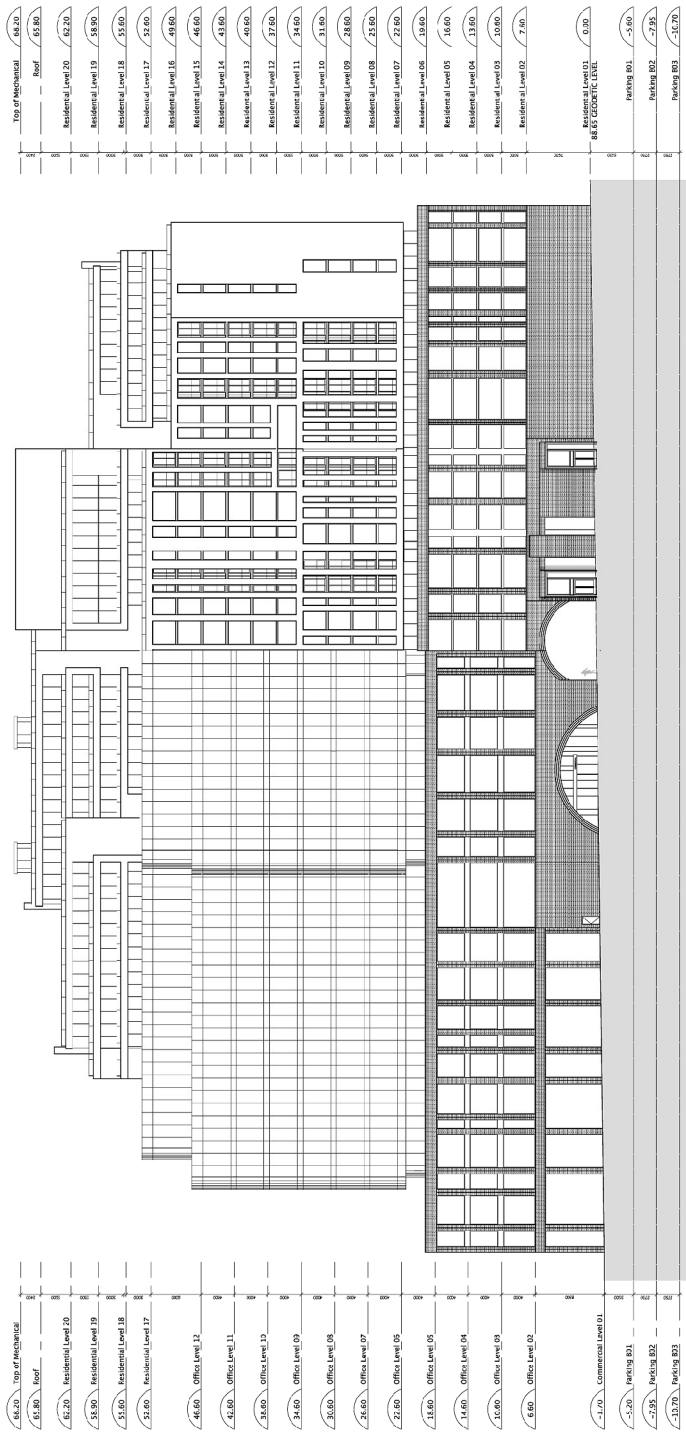 68.20 Top of Mechanical
65.80 Roof
62.20 Residential Level 20
58.90 Residential Level 19
55.60 Residential Level 18
52.60 Residential Level 17
46.60 Office Level 12
42.60 Office Level 11
38.60 Office Level 10
34.60 Office Level 09
30.60 Office Level 08
26.60 Office Level 07
22.60 Office Level 06
18.60 Office Level 05
14.60 Office Level 04
10.60 Office Level 03
6.60 Office Level 02
-1.70 Commercial Level 01
-5.20 Parking B01
-7.95 Parking B02
-10.70 Parking B03
Top of Mechanical 68.20
Roof 65.80
Residential Level 20 62.20
Residential Level 19 58.90
Residential Level 18 55.60
Residential Level 17 52.60
Residential Level 16 49.60
Residential Level 15 46.60
Residential Level 14 43.60
Residential Level 13 40.60
Residential Level 12 37.60
Residential Level 11 34.60
Residential Level 10 31.60
Residential Level 09 28.60
Residential Level 08 25.60
Residential Level 07 22.60
Residential Level 06 19.60
Residential Level 05 16.60
Residential Level 04 13.60
Residential Level 03 10.60
Residential Level 02 7.60
Residential Level 01 0.00
88.65 GEODETIC LEVEL
Parking B01 -5.60
Parking B02 -7.95
Parking B03 -10.70